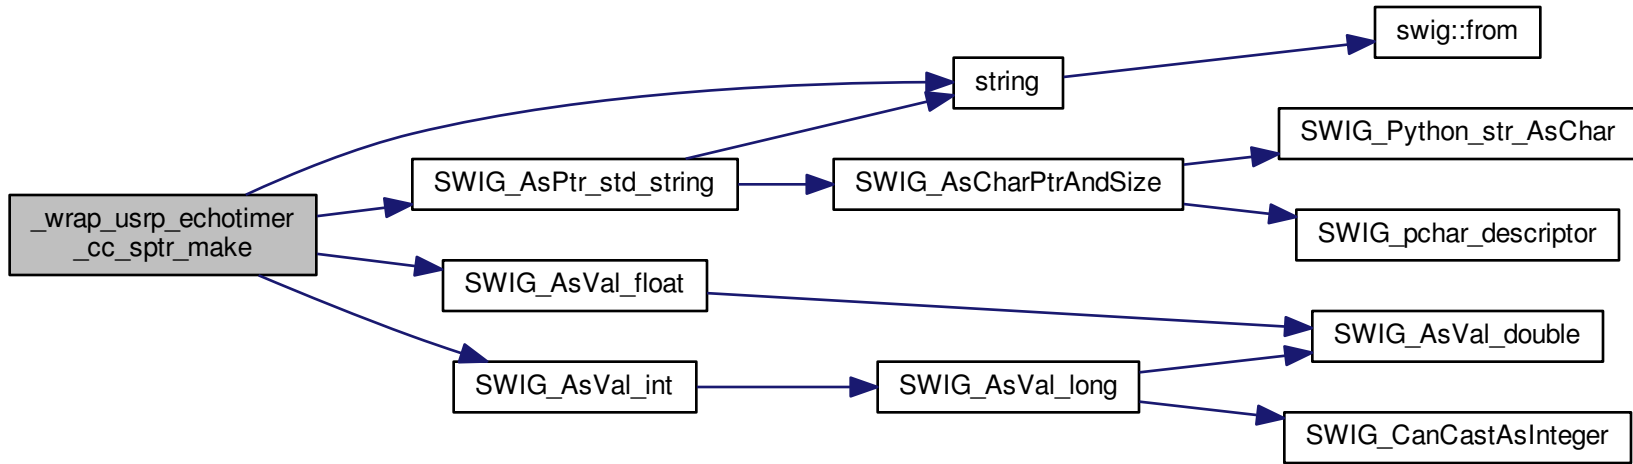 swig::from
string
SWIG_Python_str_AsChar
SWIG_AsPtr_std_string
SWIG_AsCharPtrAndSize
_wrap_usrp_echotimer
_cc_sptr_make
SWIG_pchar_descriptor
SWIG_AsVal_float
SWIG_AsVal_double
SWIG_AsVal_int
SWIG_AsVal_long
SWIG_CanCastAsInteger